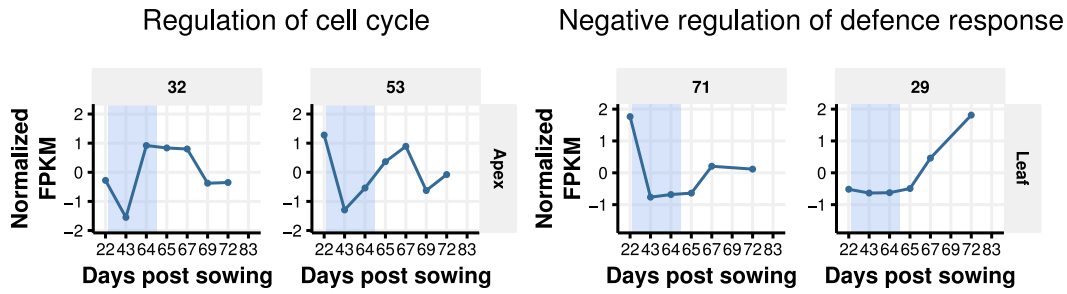 Regulation of cell cycle
Negative regulation of defence response
32
53
71
29
Normalized
FPKM
2
1
0
−1
−2
2
1
0
−1
−2
Apex
Normalized
FPKM
2
1
0
−1
2
1
0
−1
Leaf
22 43 64 65 67 69 72 83
22 43 64 65 67 69 72 83
22 43 64 65 67 69 72 83
22 43 64 65 67 69 72 83
Days post sowing
Days post sowing
Days post sowing
Days post sowing